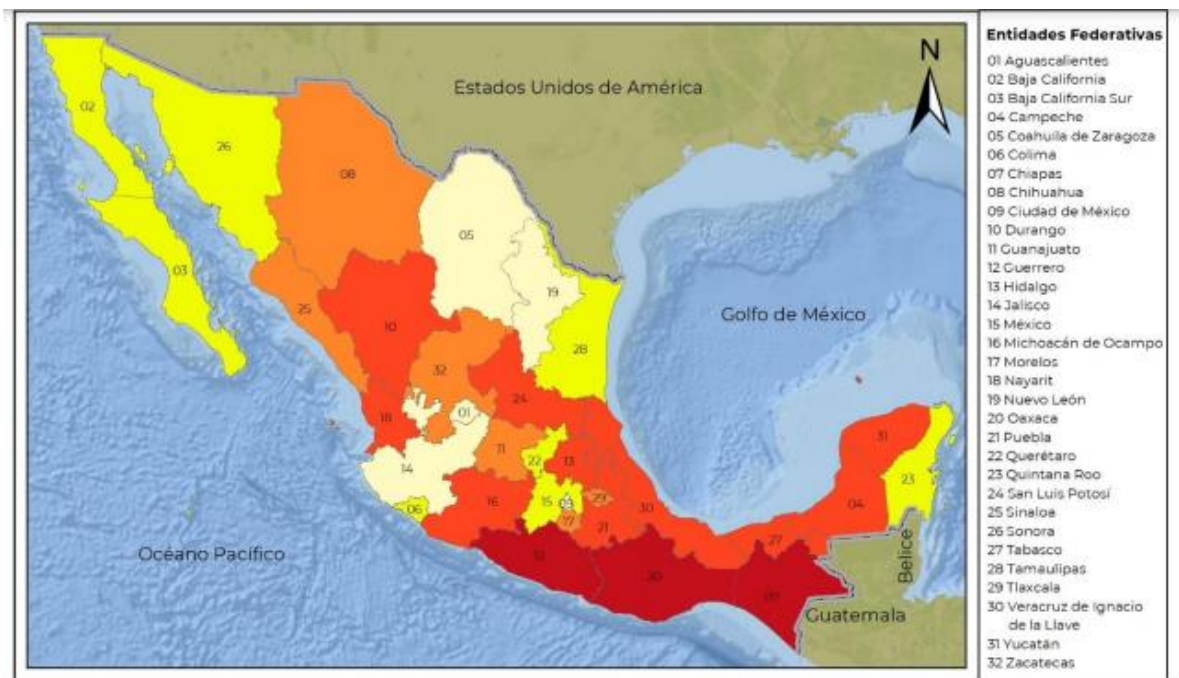 N
Estados Unidos de América
02
26
08
05
03
19
25
10
Golfo de México
28
32
24
18
01
31
11
22
13
14
23
15
09
29
16
30
04
06
17
21
27
Océano Pacífico
12
20
Belice
Guatemala
Entidades Federativas
01 Aguascalientes
02 Baja California
03 Baja California Sur
04 Campeche
05 Coahuila de Zaragoza
06 Colima
07 Chiapas
08 Chihuahua
09 Ciudad de México
10 Durango
11 Guanajuato
12 Guerrero
13 Hidalgo
14 Jalisco
15 México
16 Michoacán de Ocampo
17 Morelos
18 Nayarit
19 Nuevo León
20 Oaxaca
21 Puebla
22 Querétaro
23 Quintana Roo
24 San Luis Potosí
25 Sinaloa
26 Sonora
27 Tabasco
28 Tamaulipas
29 Tlaxcala
30 Veracruz de Ignacio
de la Llave
31 Yucatán
32 Zacatecas